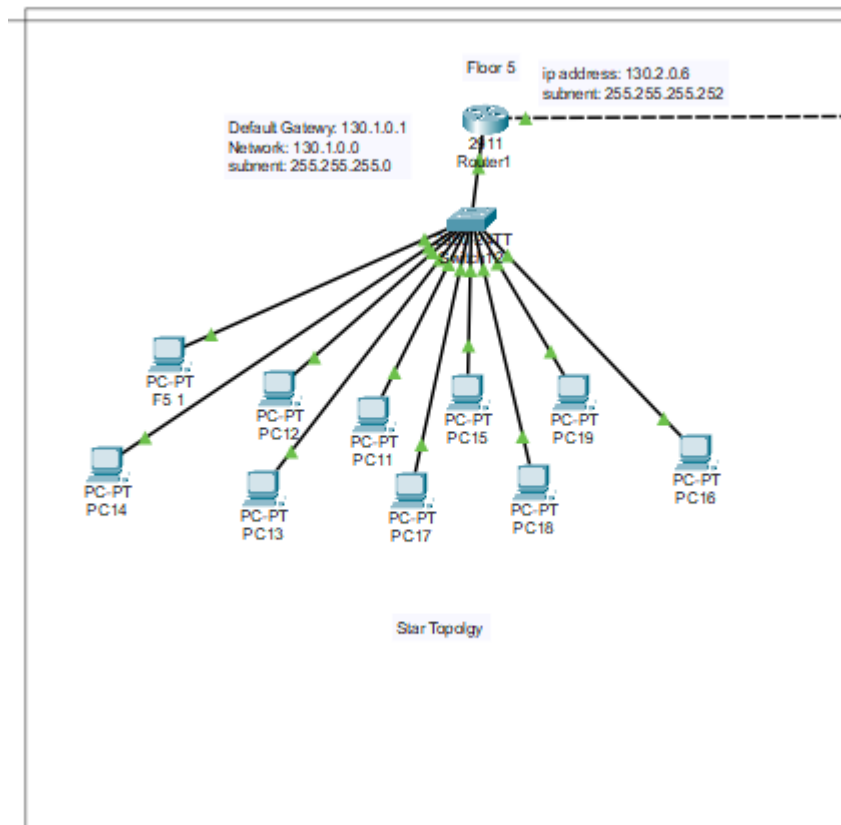 Floor 5
ip address: 130.2.0.6
subnent: 255.255.255.252
Default Gatewy: 130.1.0.1
Network: 130.1.0.0
subnent: 255.255.255.0
2911
Router1
PC-PT
F5 1
PC-PT
PC12
PC-PT
PC11
PC-PT
PC15
PC-PT
PC19
PC-PT
PC14
PC-PT
PC13
PC-PT
PC17
PC-PT
PC18
PC-PT
PC16
Star Topolgy